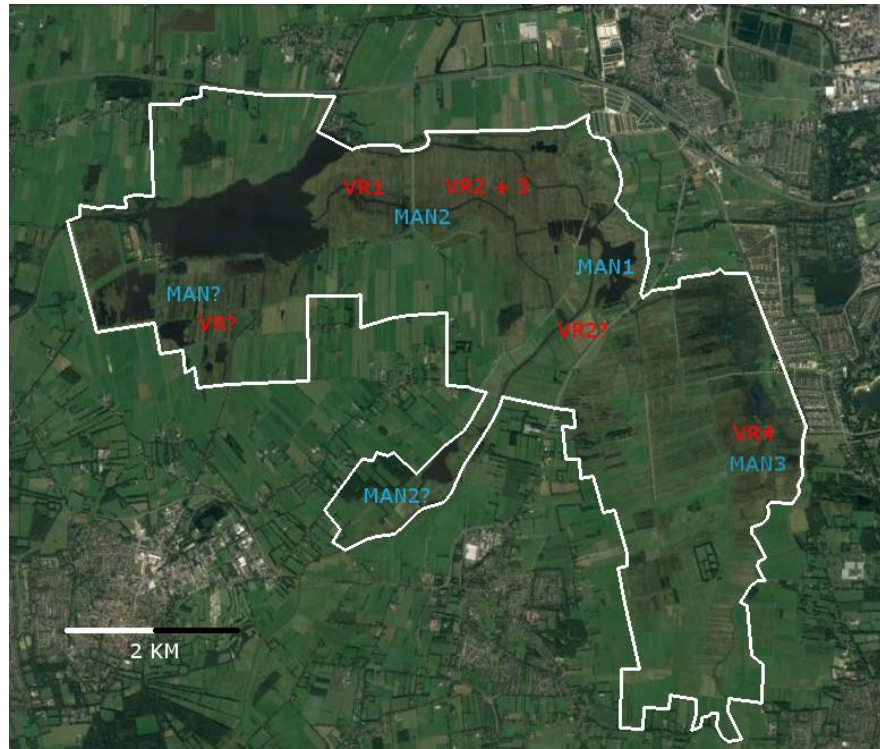 VR1
VR2 + 3
MAN2
MAN1
MAN?
VR?
VR2?
VR4
MAN3
MAN2?
2 KM